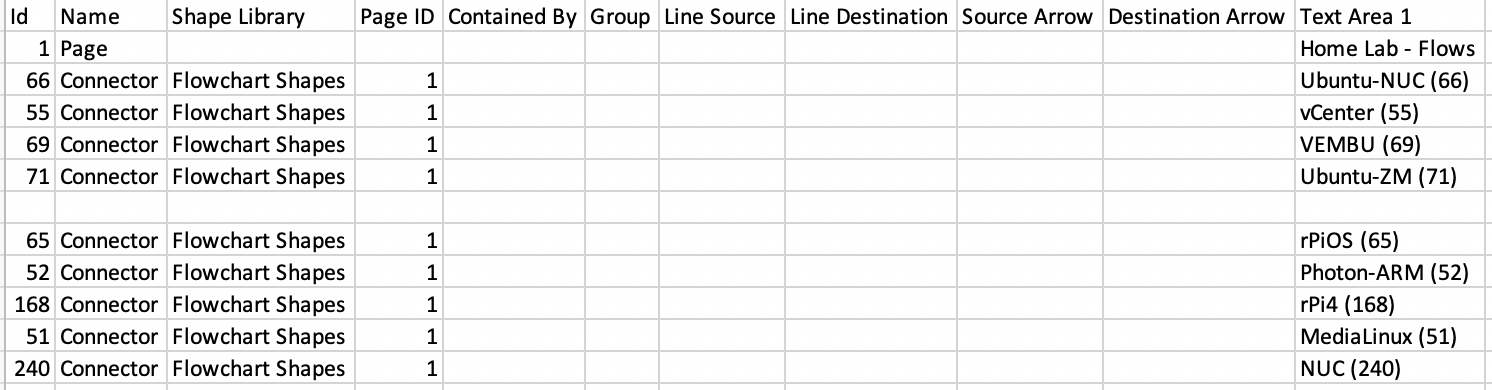 Id Name Shape Library Page ID Contained By Group Line Source Line Destination Source Arrow Destination Arrow Text Area 1
1 Page Home Lab - Flows
66 Connector Flowchart Shapes 1 Ubuntu-NUC (66)
55 Connector Flowchart Shapes 1 vCenter (55)
69 Connector Flowchart Shapes 1 VEMBU (69)
71 Connector Flowchart Shapes 1 Ubuntu-ZM (71)
65 Connector Flowchart Shapes 1 rPiOS (65)
52 Connector Flowchart Shapes 1 Photon-ARM (52)
168 Connector Flowchart Shapes 1 rPi4 (168)
51 Connector Flowchart Shapes 1 MediaLinux (51)
240 Connector Flowchart Shapes 1 NUC (240)